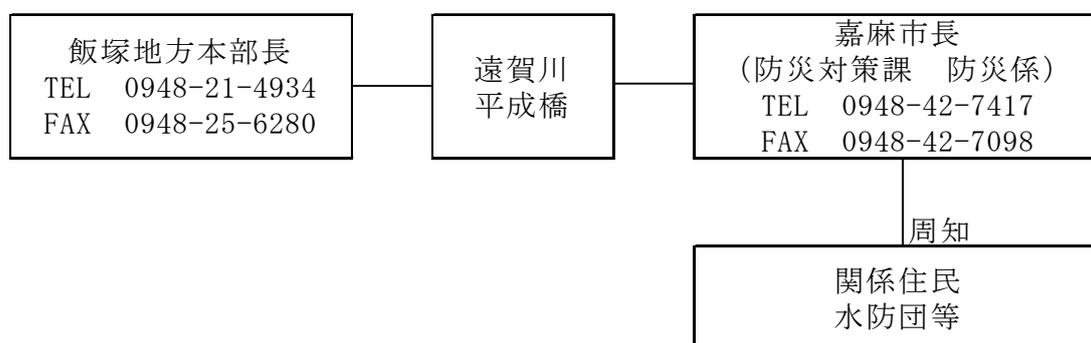 飯塚地方本部長
TEL 0948-21-4934
FAX 0948-25-6280
遠賀川
平成橋
嘉麻市長
(防災対策課 防災係)
TEL 0948-42-7417
FAX 0948-42-7098
周知
関係住民
水防団等